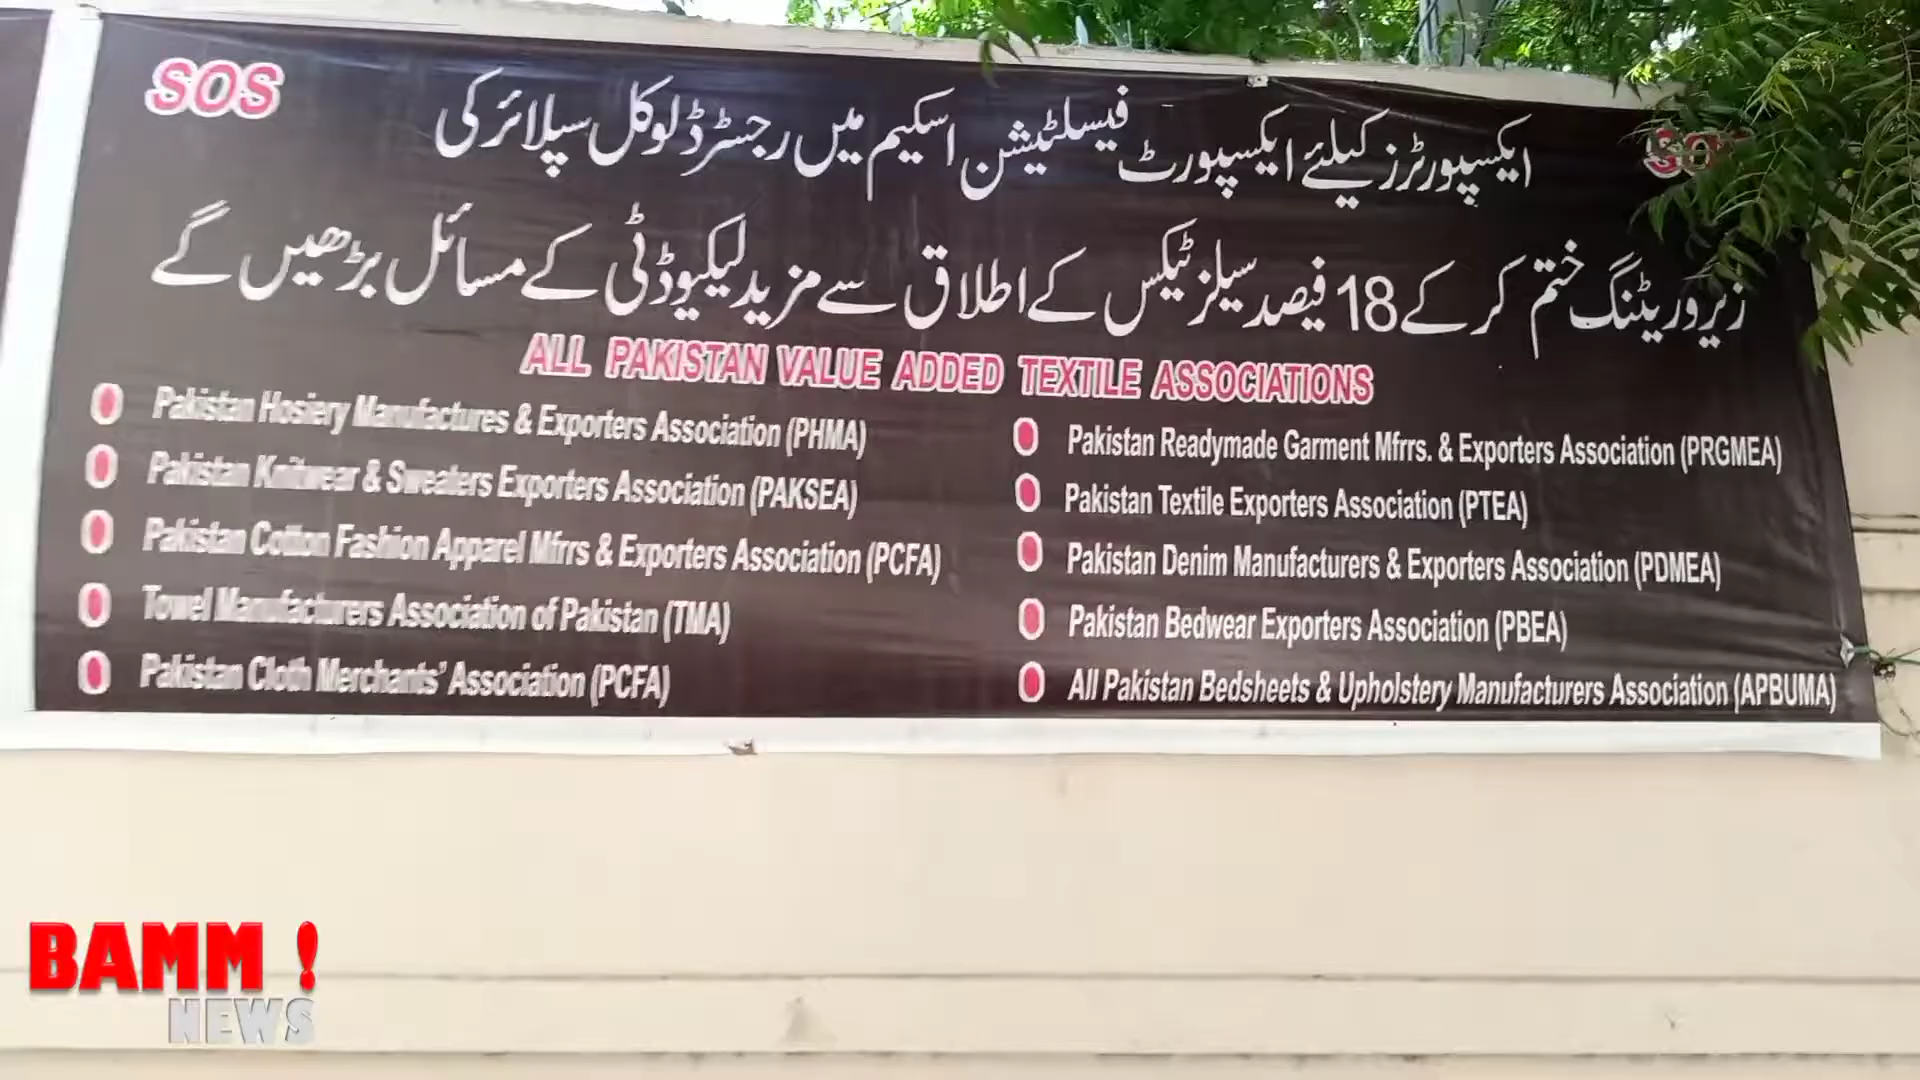 SOS
ایکسپورٹرز کیلئے ایکسپورٹ فیسلٹیشن اسکیم میں رجسٹرڈ لوکل سپلائر کی
زیرو ریٹنگ ختم کر کے 18 فیصد سیلز ٹیکس کے اطلاق سے مزید لیکیوڈٹی کے مسائل بڑھیں گے
ALL PAKISTAN VALUE ADDED TEXTILE ASSOCIATIONS
Pakistan Hosiery Manufactures & Exporters Association (PHMA)
Pakistan Knitwear & Sweaters Exporters Association (PAKSEA)
Pakistan Cotton Fashion Apparel Mfrrs & Exporters Association (PCFA)
Towel Manufacturers Association of Pakistan (TMA)
Pakistan Cloth Merchants' Association (PCFA)
Pakistan Readymade Garment Mfrrs. & Exporters Association (PRGMEA)
Pakistan Textile Exporters Association (PTEA)
Pakistan Denim Manufacturers & Exporters Association (PDMEA)
Pakistan Bedwear Exporters Association (PBEA)
All Pakistan Bedsheets & Upholstery Manufacturers Association (APBUMA)
BAMM !
NEWS